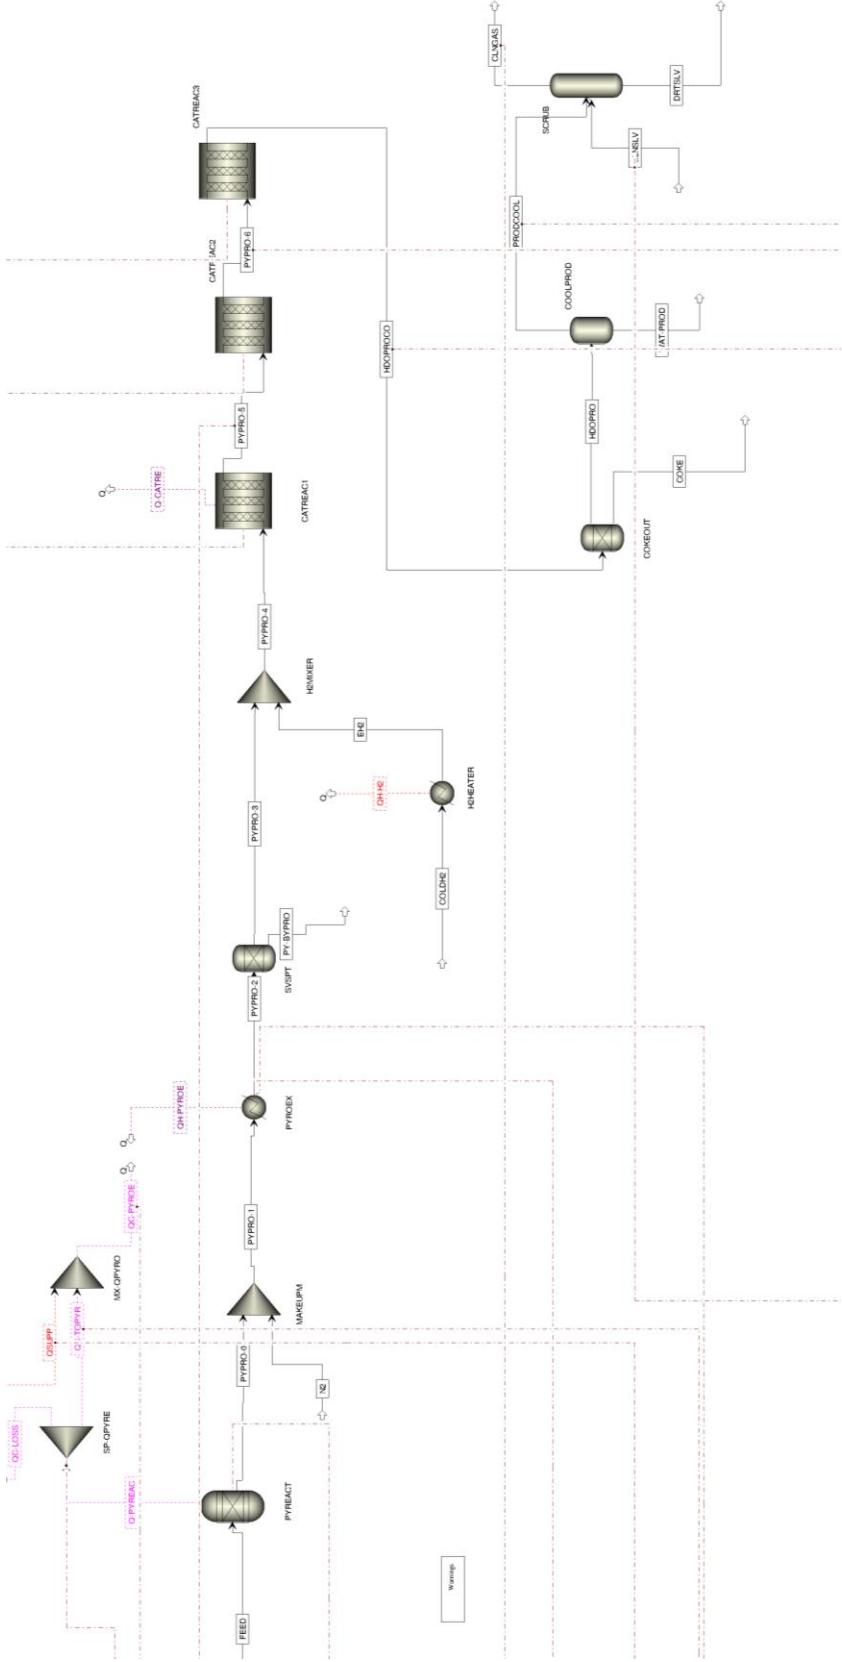 CLNGAS
DRTSLV
SCRUB
CATREAC3
PRODCOOL
PYPRO-6
COOLPROD
HDOPROCO
HDOPRO
PYPRO-5
COKE
Q
Q-CATRE
CATREAC1
COKEOUT
PYPRO-4
H2MIXER
EH2
Q
QH-H2
H2HEATER
PYPRO-3
COLDH2
PY-BYPRO
SVSPT
PYPRO-2
QH-PYROE
PYROEX
Q
Q
QC-PYROE
PYPRO-1
MX-QPYRO
MAKEUPM
QSUPP
PYPRO-0
N2
QC-LOSS
SP-QPYRE
Q-PYREAC
PYREACT
Warnings
FEED